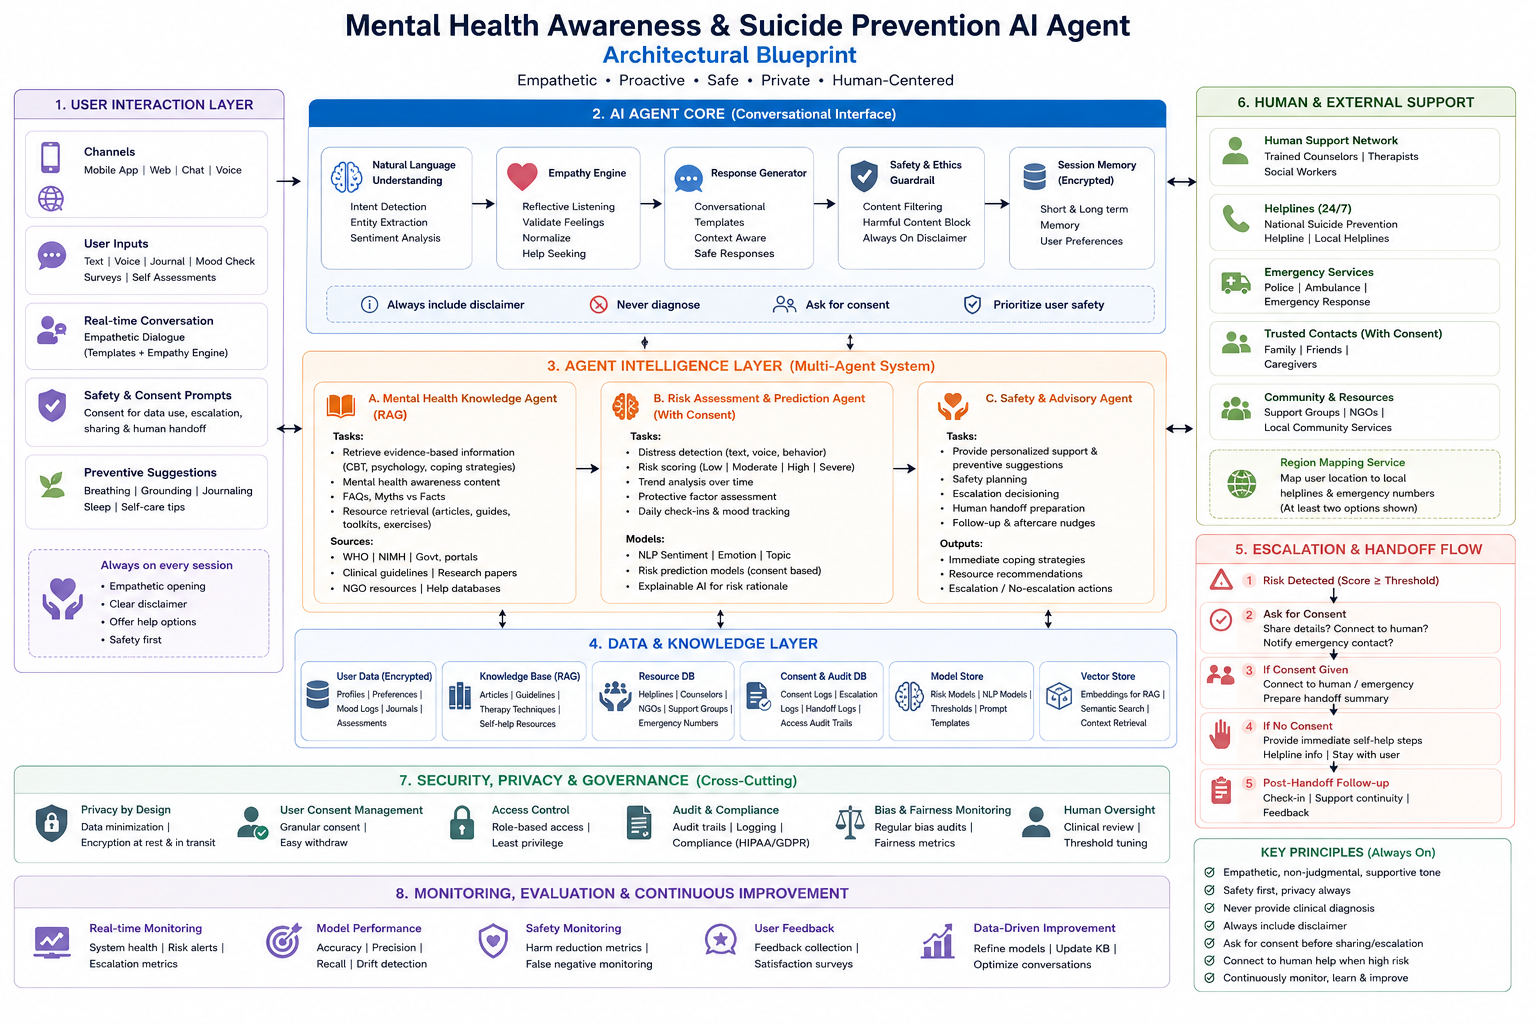 Mental Health Awareness & Suicide Prevention AI Agent
Architectural Blueprint
Empathetic • Proactive • Safe • Private • Human-Centered
1. USER INTERACTION LAYER
Channels
Mobile App | Web | Chat | Voice
User Inputs
Text | Voice | Journal | Mood Check
Surveys | Self Assessments
Real-time Conversation
Empathetic Dialogue
(Templates + Empathy Engine)
Safety & Consent Prompts
Consent for data use, escalation,
sharing & human handoff
Preventive Suggestions
Breathing | Grounding | Journaling
Sleep | Self-care tips
Always on every session
• Empathetic opening
• Clear disclaimer
• Offer help options
• Safety first
2. AI AGENT CORE (Conversational Interface)
Natural Language
Understanding
Intent Detection
Entity Extraction
Sentiment Analysis
Empathy Engine
Reflective Listening
Validate Feelings
Normalize
Help Seeking
Response Generator
Conversational
Templates
Context Aware
Safe Responses
Safety & Ethics
Guardrail
Content Filtering
Harmful Content Block
Always On Disclaimer
Session Memory
(Encrypted)
Short & Long term
Memory
User Preferences
Always include disclaimer
Never diagnose
Ask for consent
Prioritize user safety
3. AGENT INTELLIGENCE LAYER (Multi-Agent System)
A. Mental Health Knowledge Agent
(RAG)
Tasks:
• Retrieve evidence-based information
(CBT, psychology, coping strategies)
• Mental health awareness content
• FAQs, Myths vs Facts
• Resource retrieval (articles, guides,
toolkits, exercises)
Sources:
• WHO | NIMH | Govt, portals
• Clinical guidelines | Research papers
• NGO resources | Help databases
B. Risk Assessment & Prediction Agent
(With Consent)
Tasks:
• Distress detection (text, voice, behavior)
• Risk scoring (Low | Moderate | High | Severe)
• Trend analysis over time
• Protective factor assessment
• Daily check-ins & mood tracking
Models:
• NLP Sentiment | Emotion | Topic
• Risk prediction models (consent based)
• Explainable AI for risk rationale
C. Safety & Advisory Agent
Tasks:
• Provide personalized support &
preventive suggestions
• Safety planning
• Escalation decisioning
• Human handoff preparation
• Follow-up & aftercare nudges
Outputs:
• Immediate coping strategies
• Resource recommendations
• Escalation / No-escalation actions
4. DATA & KNOWLEDGE LAYER
User Data (Encrypted)
Profiles | Preferences |
Mood Logs | Journals |
Assessments
Knowledge Base (RAG)
Articles | Guidelines |
Therapy Techniques |
Self-help Resources
Resource DB
Helplines | Counselors |
NGOs | Support Groups |
Emergency Numbers
Consent & Audit DB
Consent Logs | Escalation
Logs | Handoff Logs |
Access Audit Trails
Model Store
Risk Models | NLP Models |
Thresholds | Prompt
Templates
Vector Store
Embeddings for RAG |
Semantic Search |
Context Retrieval
6. HUMAN & EXTERNAL SUPPORT
Human Support Network
Trained Counselors | Therapists
Social Workers
Helplines (24/7)
National Suicide Prevention
Helpline | Local Helplines
Emergency Services
Police | Ambulance |
Emergency Response
Trusted Contacts (With Consent)
Family | Friends |
Caregivers
Community & Resources
Support Groups | NGOs |
Local Community Services
Region Mapping Service
Map user location to local
helplines & emergency numbers
(At least two options shown)
5. ESCALATION & HANDOFF FLOW
1 Risk Detected (Score ≥ Threshold)
2 Ask for Consent
Share details? Connect to human?
Notify emergency contact?
3 If Consent Given
Connect to human / emergency
Prepare handoff summary
4 If No Consent
Provide immediate self-help steps
Helpline info | Stay with user
5 Post-Handoff Follow-up
Check-in | Support continuity |
Feedback
7. SECURITY, PRIVACY & GOVERNANCE (Cross-Cutting)
Privacy by Design
Data minimization |
Encryption at rest & in transit
User Consent Management
Granular consent |
Easy withdraw
Access Control
Role-based access |
Least privilege
Audit & Compliance
Audit trails | Logging |
Compliance (HIPAA/GDPR)
Bias & Fairness Monitoring
Regular bias audits |
Fairness metrics
Human Oversight
Clinical review |
Threshold tuning
8. MONITORING, EVALUATION & CONTINUOUS IMPROVEMENT
Real-time Monitoring
System health | Risk alerts |
Escalation metrics
Model Performance
Accuracy | Precision |
Recall | Drift detection
Safety Monitoring
Harm reduction metrics |
False negative monitoring
User Feedback
Feedback collection |
Satisfaction surveys
Data-Driven Improvement
Refine models | Update KB |
Optimize conversations
KEY PRINCIPLES (Always On)
Empathetic, non-judgmental, supportive tone
Safety first, privacy always
Never provide clinical diagnosis
Always include disclaimer
Ask for consent before sharing/escalation
Connect to human help when high risk
Continuously monitor, learn & improve